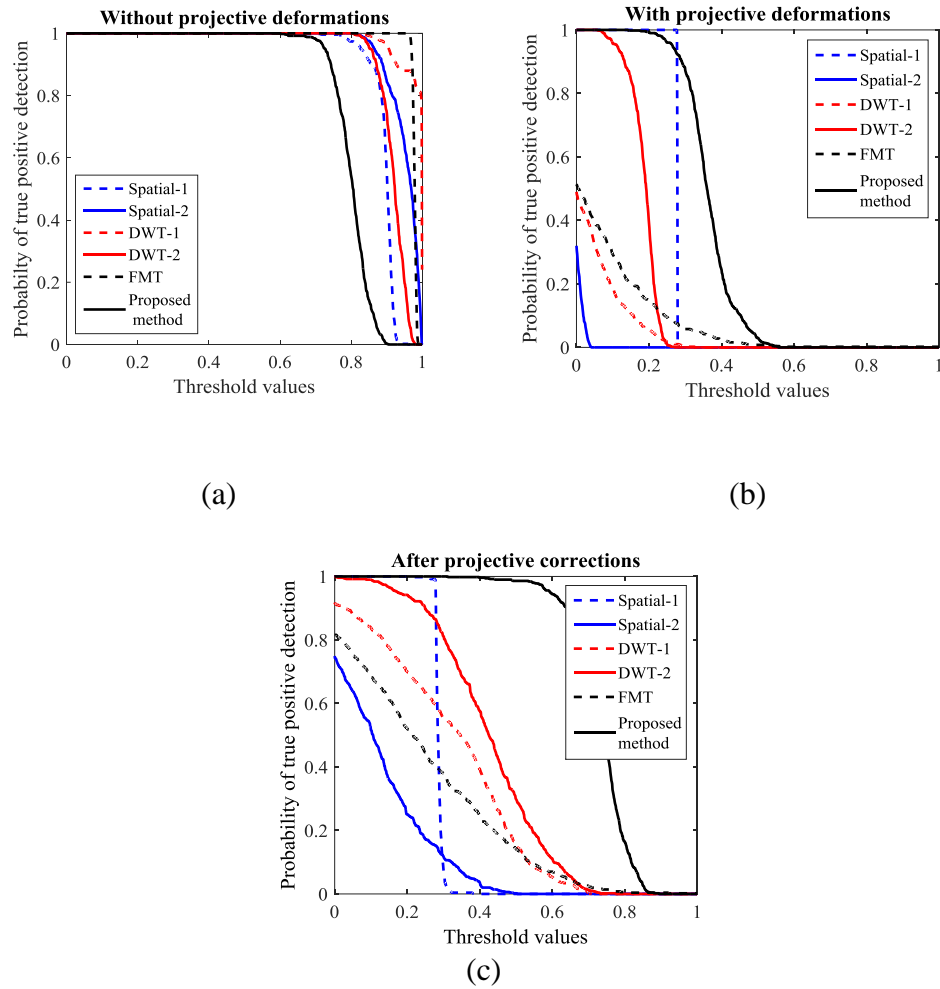 Without projective deformations
Probability of true positive detection
1
0.8
0.6
0.4
0.2
0
Spatial-1
Spatial-2
DWT-1
DWT-2
FMT
Proposed
method
0 0.2 0.4 0.6 0.8 1
Threshold values
(a)
With projective deformations
Probability of true positive detection
1
0.8
0.6
0.4
0.2
0
Spatial-1
Spatial-2
DWT-1
DWT-2
FMT
Proposed
method
0 0.2 0.4 0.6 0.8 1
Threshold values
(b)
After projective corrections
Probability of true positive detection
1
0.8
0.6
0.4
0.2
0
Spatial-1
Spatial-2
DWT-1
DWT-2
FMT
Proposed
method
0 0.2 0.4 0.6 0.8 1
Threshold values
(c)